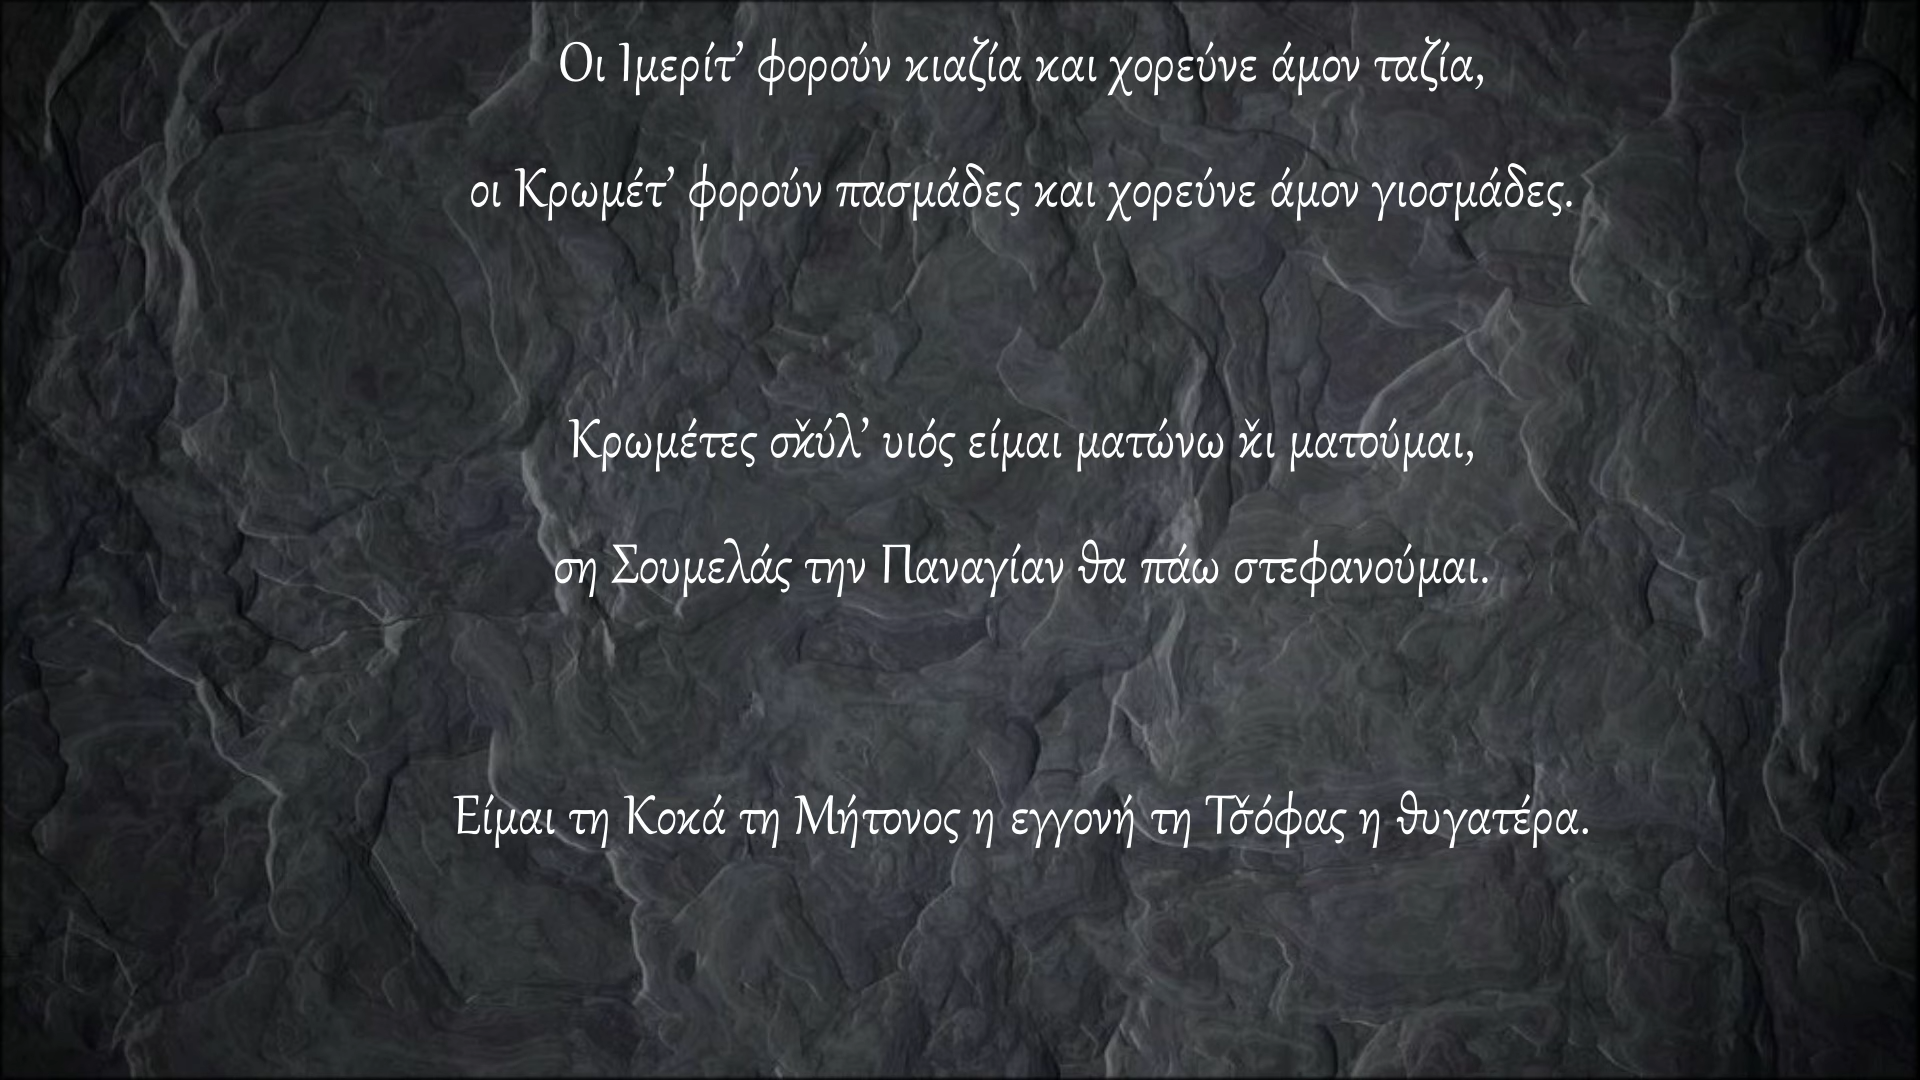 Οι Ιμερίτ’ φορούν κιαζία και χορεύνε άμον ταζία,
οι Κρωμέτ’ φορούν πασμάδες και χορεύνε άμον γιοσμάδες.
Κρωμέτες σκ̌ύλ’ υιός είμαι ματώνω κ̌ι ματούμαι,
ση Σουμελάς την Παναγίαν θα πάω στεφανούμαι.
Είμαι τη Κοκά τη Μήτονος η εγγονή τη Τσ̌όφας η θυγατέρα.